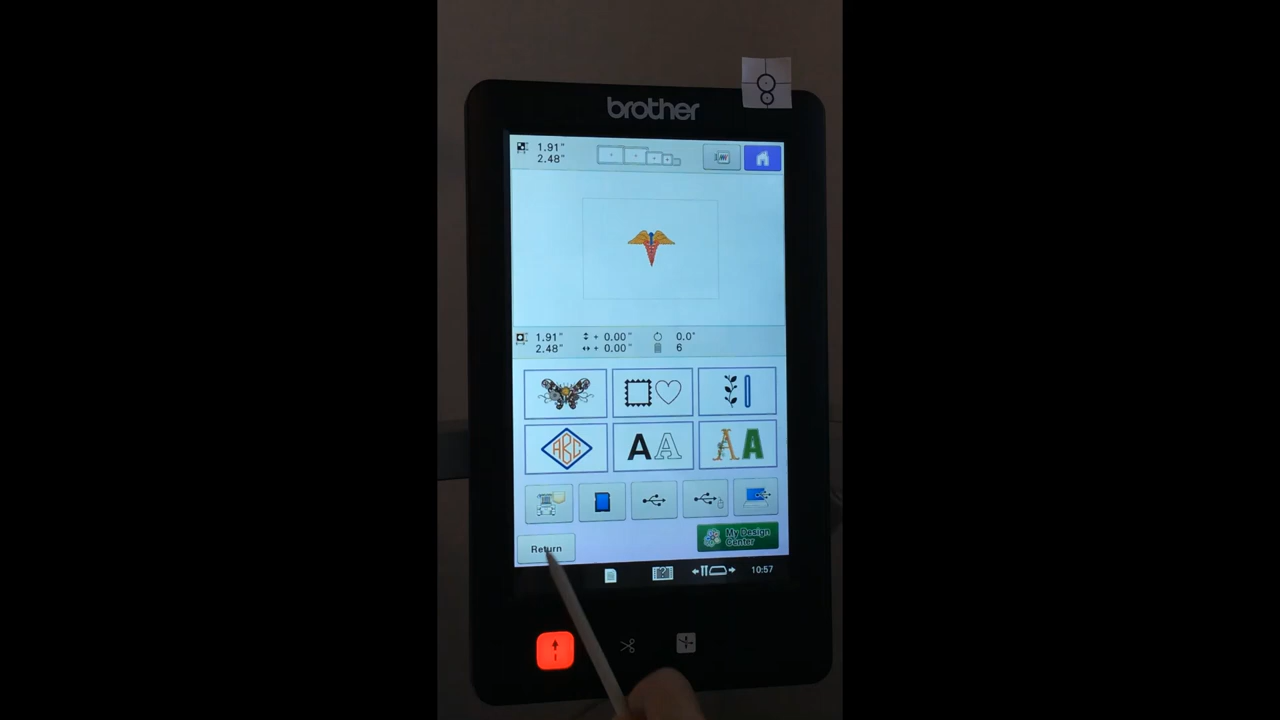 brother
1.91"
2.48"
1.91" + 0.00" 0.0°
2.48" + 0.00" 6
ABC
A A A A
Return
My Design
Center
10:57